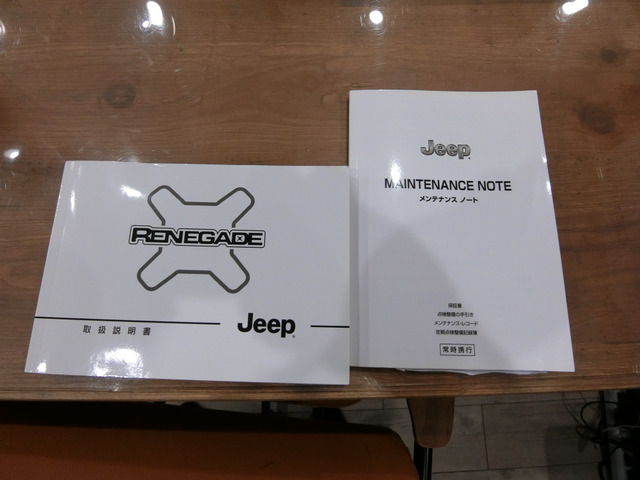 RENEGADE
取扱説明書
Jeep
Jeep
MAINTENANCE NOTE
メンテナンス ノート
保証書
点検整備の手引き
メンテナンス・レコード
定期点検整備記録簿
常時携行